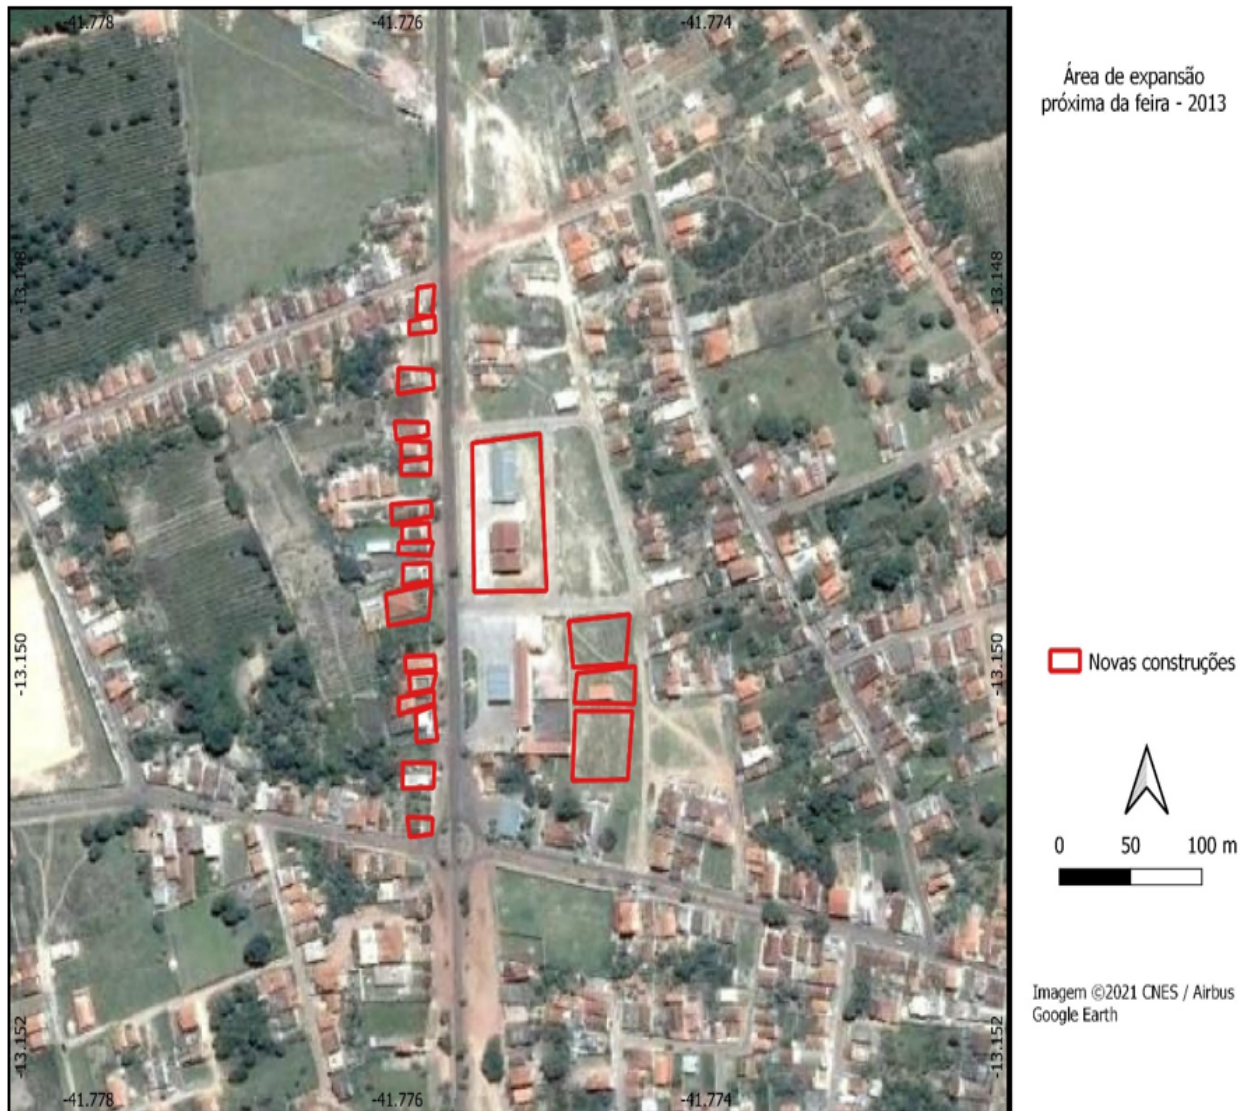 -41.778
-41.776
-41.774
Área de expansão
próxima da feira - 2013
-13.148
-13.148
-13.150
-13.150
Novas construções
0 50 100 m
Imagem ©2021 CNES / Airbus
Google Earth
-13.152
-13.152
-41.778
-41.776
-41.774